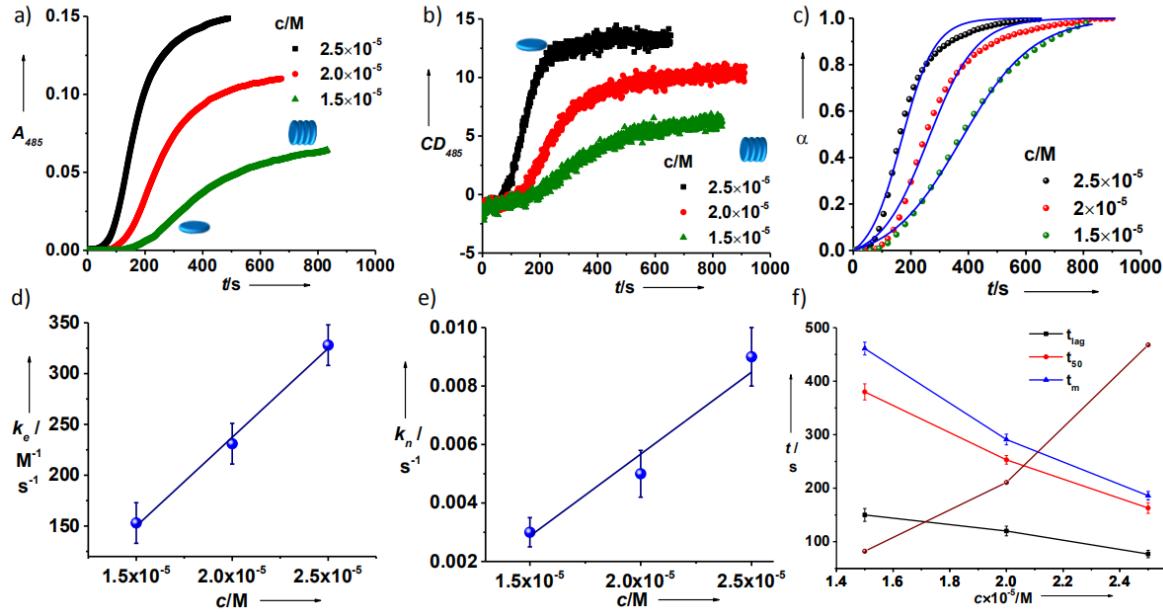 a)
c/M
2.5×10⁻⁵
2.0×10⁻⁵
1.5×10⁻⁵
A₄₈₅
0.15
0.10
0.05
0.00
0 200 400 600 800 1000
t/s
b)
15
10
5
0
-5
CD₄₈₅
c/M
2.5×10⁻⁵
2.0×10⁻⁵
1.5×10⁻⁵
0 200 400 600 800 1000
t/s
c)
1.0
0.8
0.6
0.4
0.2
0.0
α
c/M
2.5×10⁻⁵
2×10⁻⁵
1.5×10⁻⁵
0 200 400 600 800 1000
t/s
d)
350
300
250
200
150
kₑ /
M⁻¹
s⁻¹
1.5x10⁻⁵ 2.0x10⁻⁵ 2.5x10⁻⁵
c/M
e)
0.010
0.008
0.006
0.004
0.002
kₙ /
s⁻¹
1.5x10⁻⁵ 2.0x10⁻⁵ 2.5x10⁻⁵
c/M
f)
500
400
300
200
100
t /
s
t_lag
t₅₀
t_m
1.4 1.6 1.8 2.0 2.2 2.4
c×10⁻⁵/M